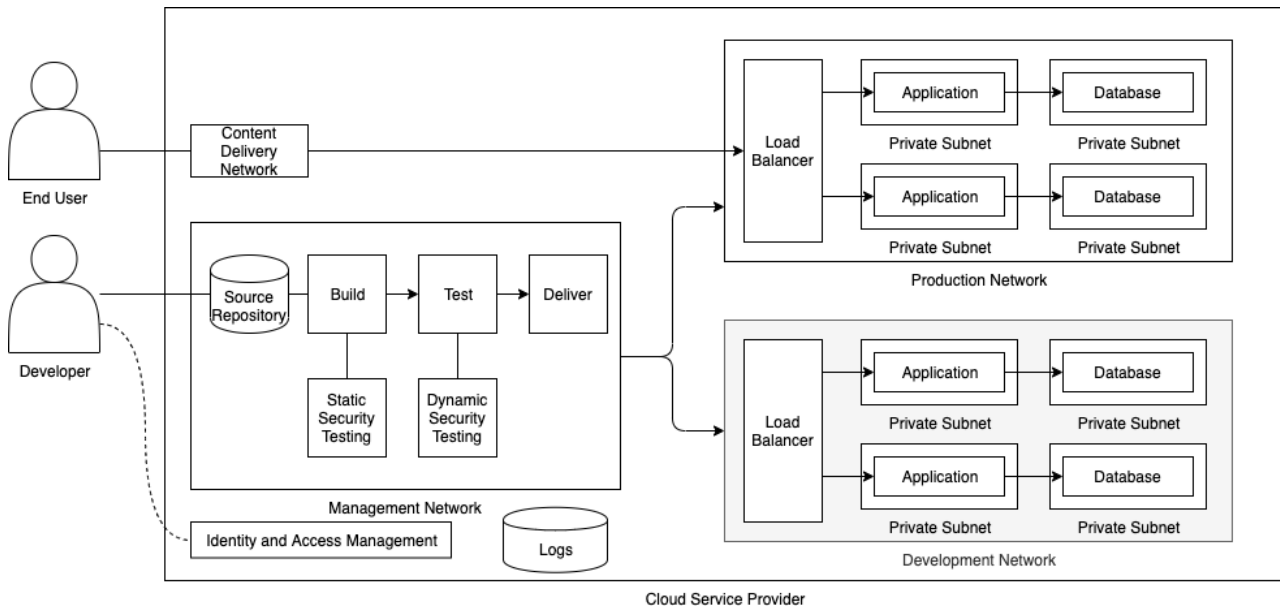 End User
Content
Delivery
Network
Load
Balancer
Application
Private Subnet
Database
Private Subnet
Application
Private Subnet
Database
Private Subnet
Production Network
Developer
Source
Repository
Build
Test
Deliver
Static
Security
Testing
Dynamic
Security
Testing
Management Network
Identity and Access Management
Logs
Load
Balancer
Application
Private Subnet
Database
Private Subnet
Application
Private Subnet
Database
Private Subnet
Development Network
Cloud Service Provider